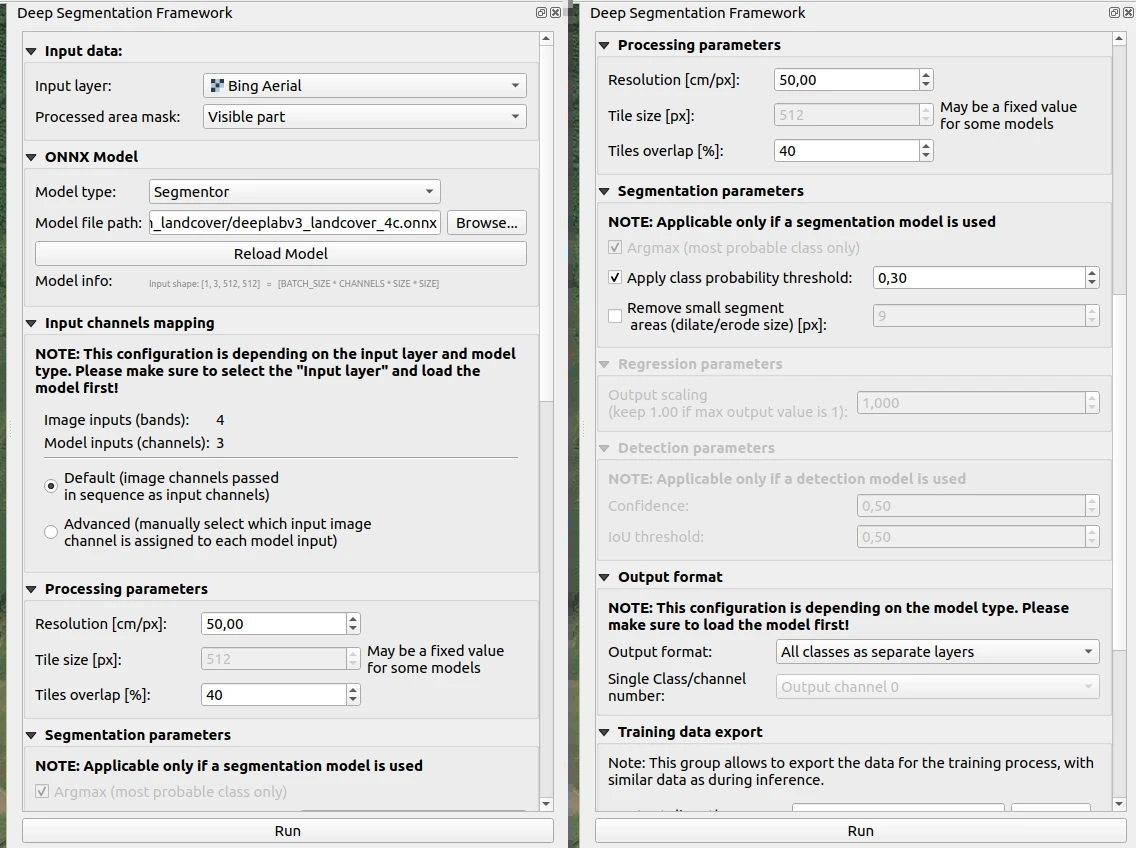 Deep Segmentation Framework
Input data:
Input layer: Bing Aerial
Processed area mask: Visible part
ONNX Model
Model type: Segmentor
Model file path: _landcover/deeplabv3_landcover_4c.onnx Browse...
Reload Model
Model info: Input shape: [1, 3, 512, 512] = [BATCH_SIZE * CHANNELS * SIZE * SIZE]
Input channels mapping
NOTE: This configuration is depending on the input layer and model
type. Please make sure to select the "Input layer" and load the
model first!
Image inputs (bands): 4
Model inputs (channels): 3
Default (image channels passed
in sequence as input channels)
Advanced (manually select which input image
channel is assigned to each model input)
Processing parameters
Resolution [cm/px]: 50,00
Tile size [px]: 512 May be a fixed value
for some models
Tiles overlap [%]: 40
Segmentation parameters
NOTE: Applicable only if a segmentation model is used
Argmax (most probable class only)
Run
Deep Segmentation Framework
Processing parameters
Resolution [cm/px]: 50,00
Tile size [px]: 512 May be a fixed value
for some models
Tiles overlap [%]: 40
Segmentation parameters
NOTE: Applicable only if a segmentation model is used
Argmax (most probable class only)
Apply class probability threshold: 0,30
Remove small segment
areas (dilate/erode size) [px]: 9
Regression parameters
Output scaling
(keep 1.00 if max output value is 1): 1,000
Detection parameters
NOTE: Applicable only if a detection model is used
Confidence: 0,50
IoU threshold: 0,50
Output format
NOTE: This configuration is depending on the model type. Please
make sure to load the model first!
Output format: All classes as separate layers
Single Class/channel
number: Output channel 0
Training data export
Note: This group allows to export the data for the training process, with
similar data as during inference.
Run